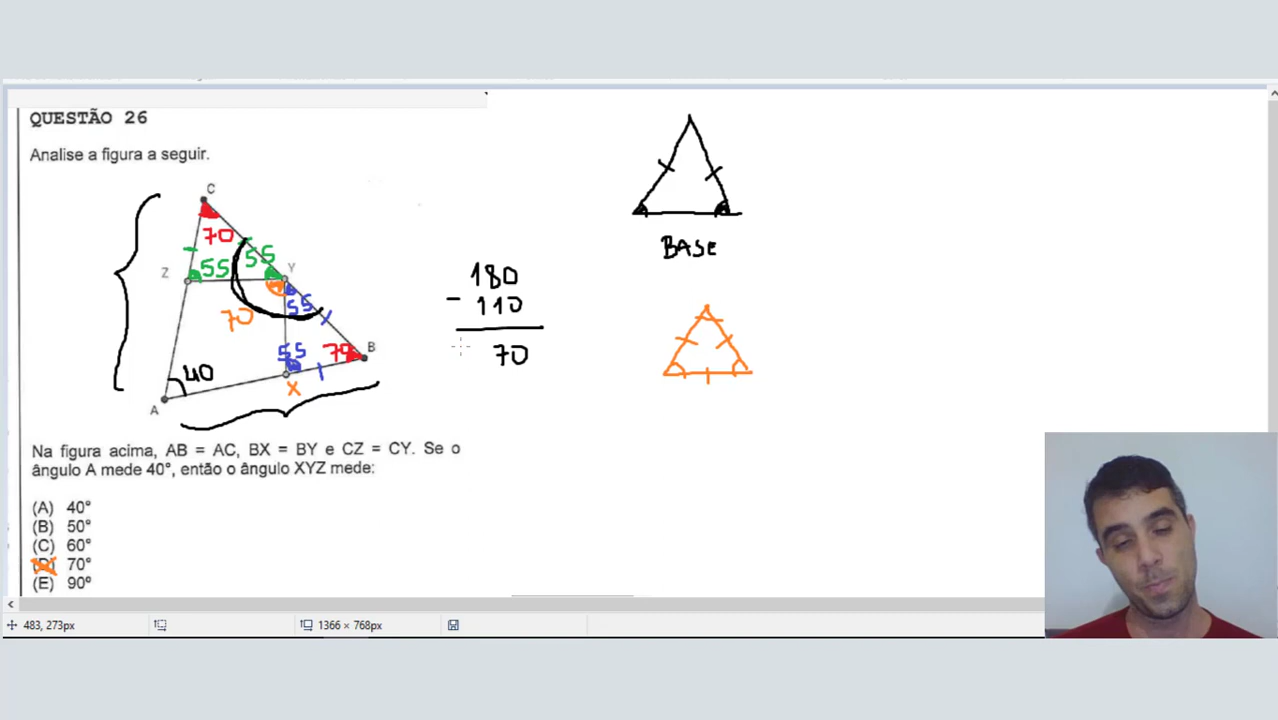 QUESTÃO 26
Analise a figura a seguir.
C
70
55
55
Z
Y
70
55
55
70
B
40
X
A
180
- 110
70
BASE
Na figura acima, AB = AC, BX = BY e CZ = CY. Se o
ângulo A mede 40°, então o ângulo XYZ mede:
(A) 40°
(B) 50°
(C) 60°
(D) 70°
(E) 90º
483, 273px
1366 × 768px